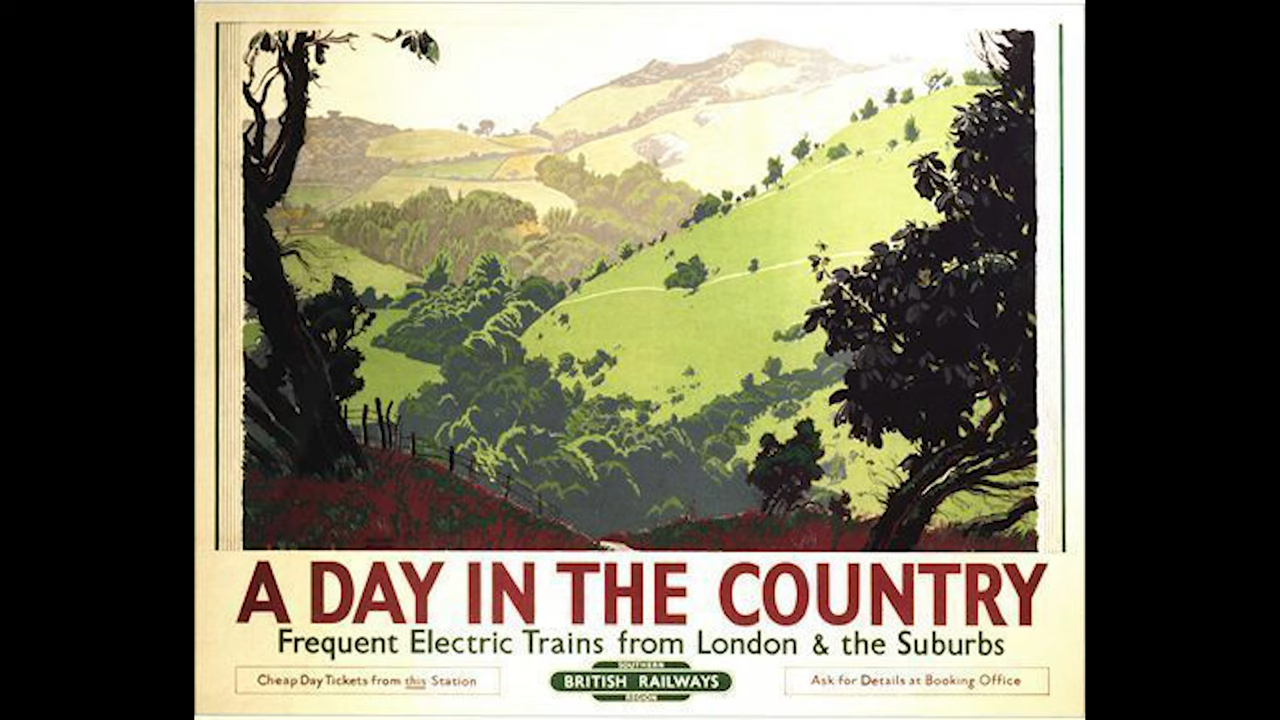 A DAY IN THE COUNTRY
Frequent Electric Trains from London & the Suburbs
Cheap Day Tickets from this Station
SOUTHERN
BRITISH RAILWAYS
REGION
Ask for Details at Booking Office